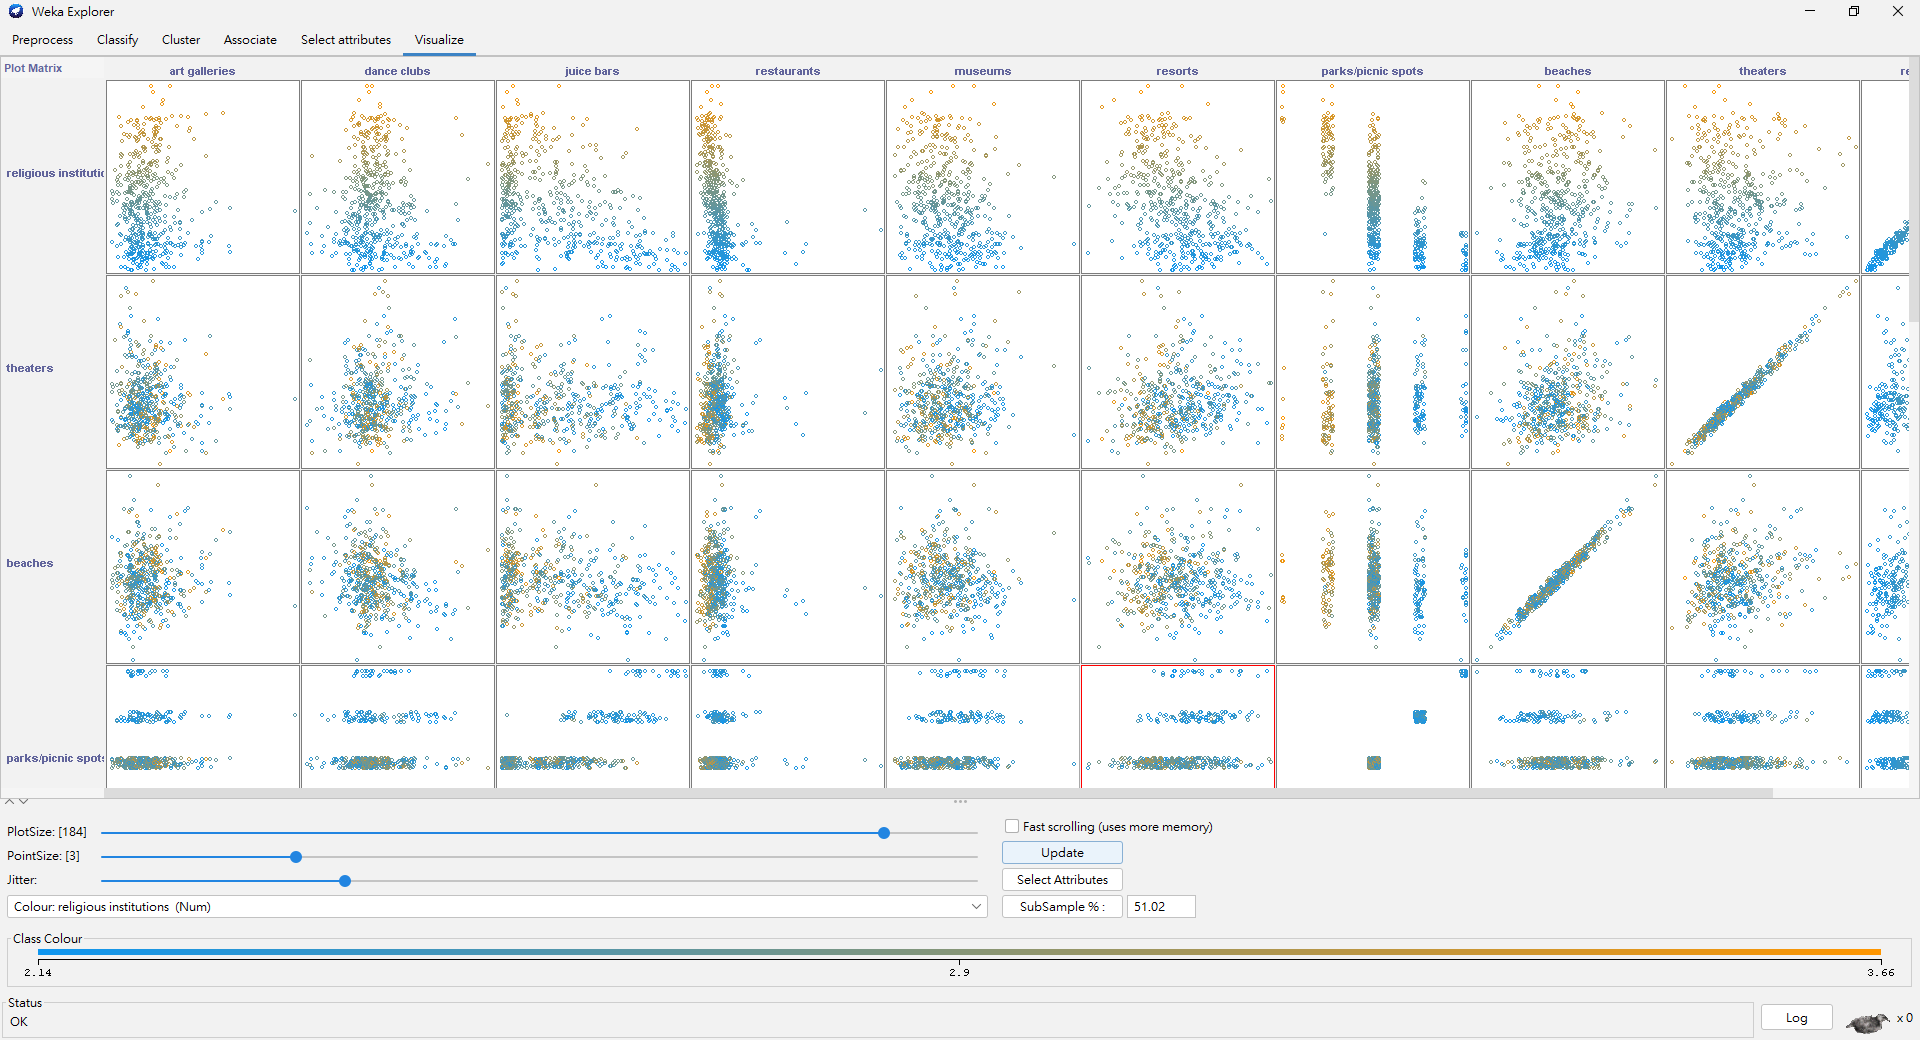 Weka Explorer
Preprocess Classify Cluster Associate Select attributes Visualize
Plot Matrix art galleries dance clubs juice bars restaurants museums resorts parks/picnic spots beaches theaters re
religious institutio
theaters
beaches
parks/picnic spots
PlotSize: [184]
PointSize: [3]
Jitter:
Colour: religious institutions (Num)
Fast scrolling (uses more memory)
Update
Select Attributes
SubSample % : 51.02
Class Colour
2.14 2.9 3.66
Status
OK
Log x 0